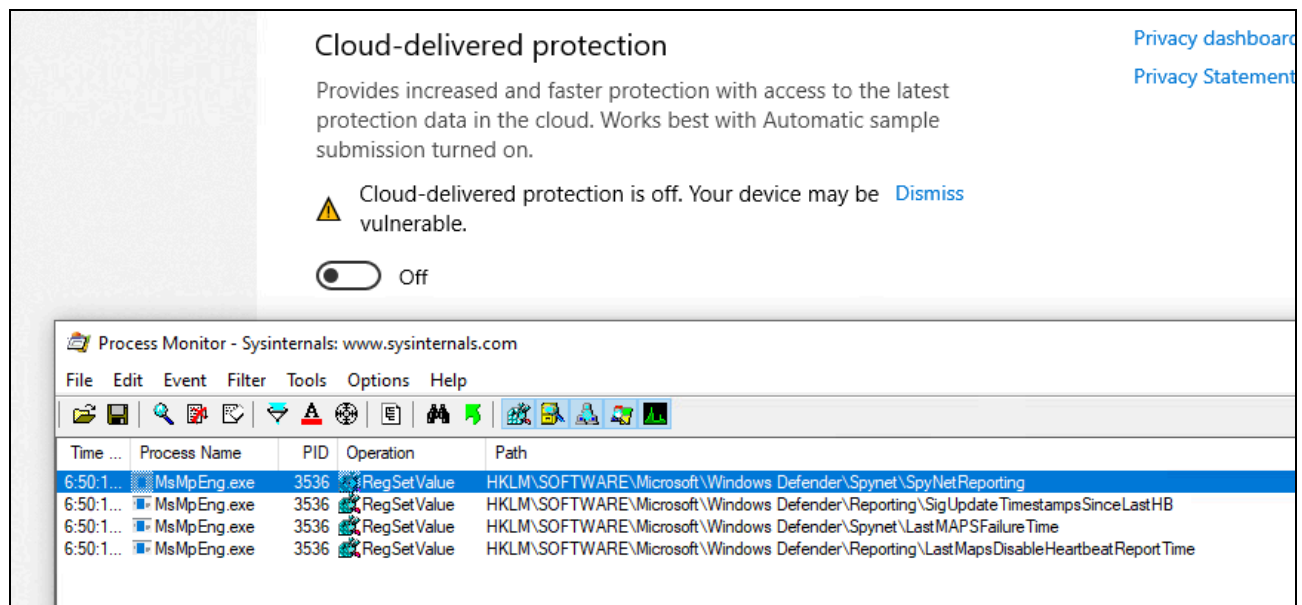 Cloud-delivered protection
Privacy dashboard
Provides increased and faster protection with access to the latest
Privacy Statement
protection data in the cloud. Works best with Automatic sample
submission turned on.
Cloud-delivered protection is off. Your device may be Dismiss
vulnerable.
Off
Process Monitor - Sysinternals: www.sysinternals.com
File Edit Event Filter Tools Options Help
Time ... Process Name PID Operation Path
6:50:1... MsMpEng.exe 3536 RegSetValue HKLM\SOFTWARE\Microsoft\Windows Defender\Spynet\SpyNetReporting
6:50:1... MsMpEng.exe 3536 RegSetValue HKLM\SOFTWARE\Microsoft\Windows Defender\Reporting\SigUpdateTimestampsSinceLastHB
6:50:1... MsMpEng.exe 3536 RegSetValue HKLM\SOFTWARE\Microsoft\Windows Defender\Spynet\LastMAPSFailureTime
6:50:1... MsMpEng.exe 3536 RegSetValue HKLM\SOFTWARE\Microsoft\Windows Defender\Reporting\LastMapsDisableHeartbeatReportTime